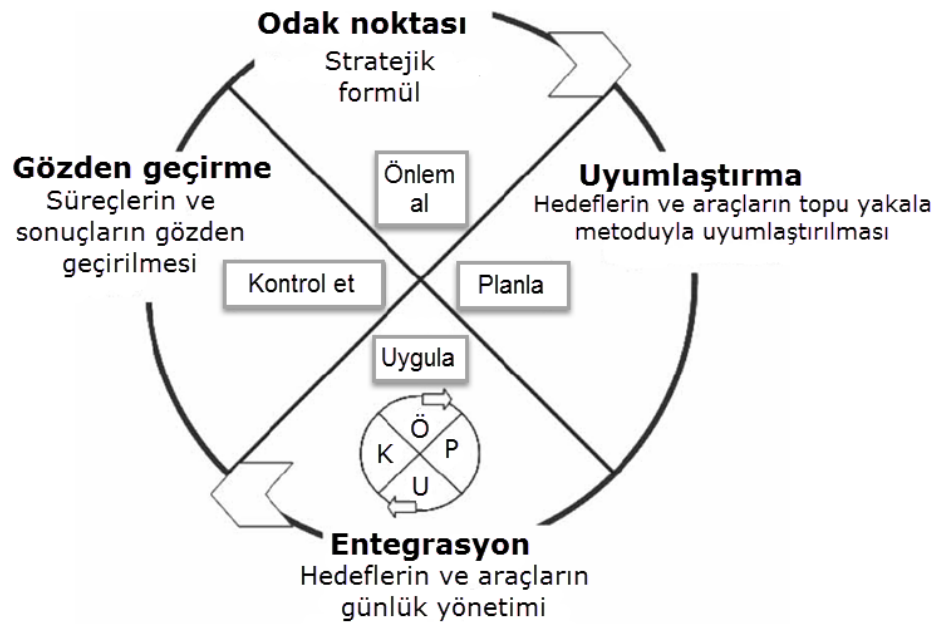 Odak noktası
Stratejik
formül
Önlem
al
Gözden geçirme
Süreçlerin ve
sonuçların gözden
geçirilmesi
Uyumlaştırma
Hedeflerin ve araçların topu yakala
metoduyla uyumlaştırılması
Kontrol et
Planla
Uygula
Ö
K
P
U
Entegrasyon
Hedeflerin ve araçların
günlük yönetimi